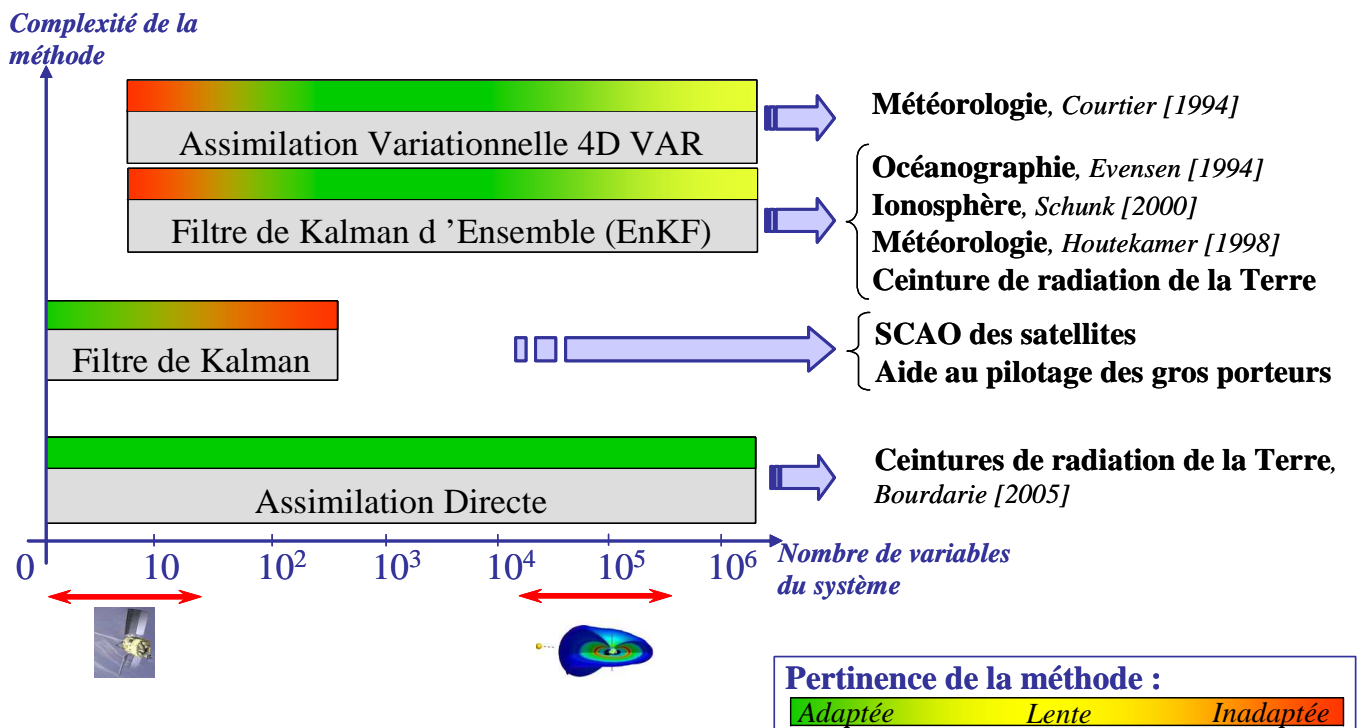 Complexité de la
méthode
Assimilation Variationnelle 4D VAR
Météorologie, Courtier [1994]
Filtre de Kalman d ’Ensemble (EnKF)
Océanographie, Evensen [1994]
Ionosphère, Schunk [2000]
Météorologie, Houtekamer [1998]
Ceinture de radiation de la Terre
Filtre de Kalman
SCAO des satellites
Aide au pilotage des gros porteurs
Assimilation Directe
Ceintures de radiation de la Terre,
Bourdarie [2005]
0 10 10² 10³ 10⁴ 10⁵ 10⁶
Nombre de variables
du système
Pertinence de la méthode :
Adaptée Lente Inadaptée